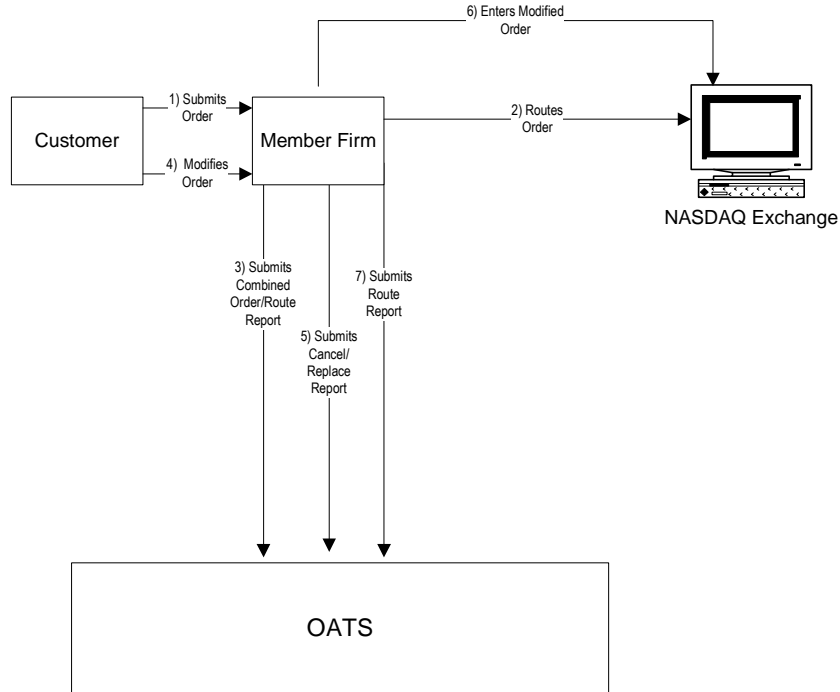 6) Enters Modified
Order
1) Submits
Order
2) Routes
Order
Customer
Member Firm
4) Modifies
Order
NASDAQ Exchange
3) Submits
Combined
Order/Route
Report
7) Submits
Route
Report
5) Submits
Cancel/
Replace
Report
OATS